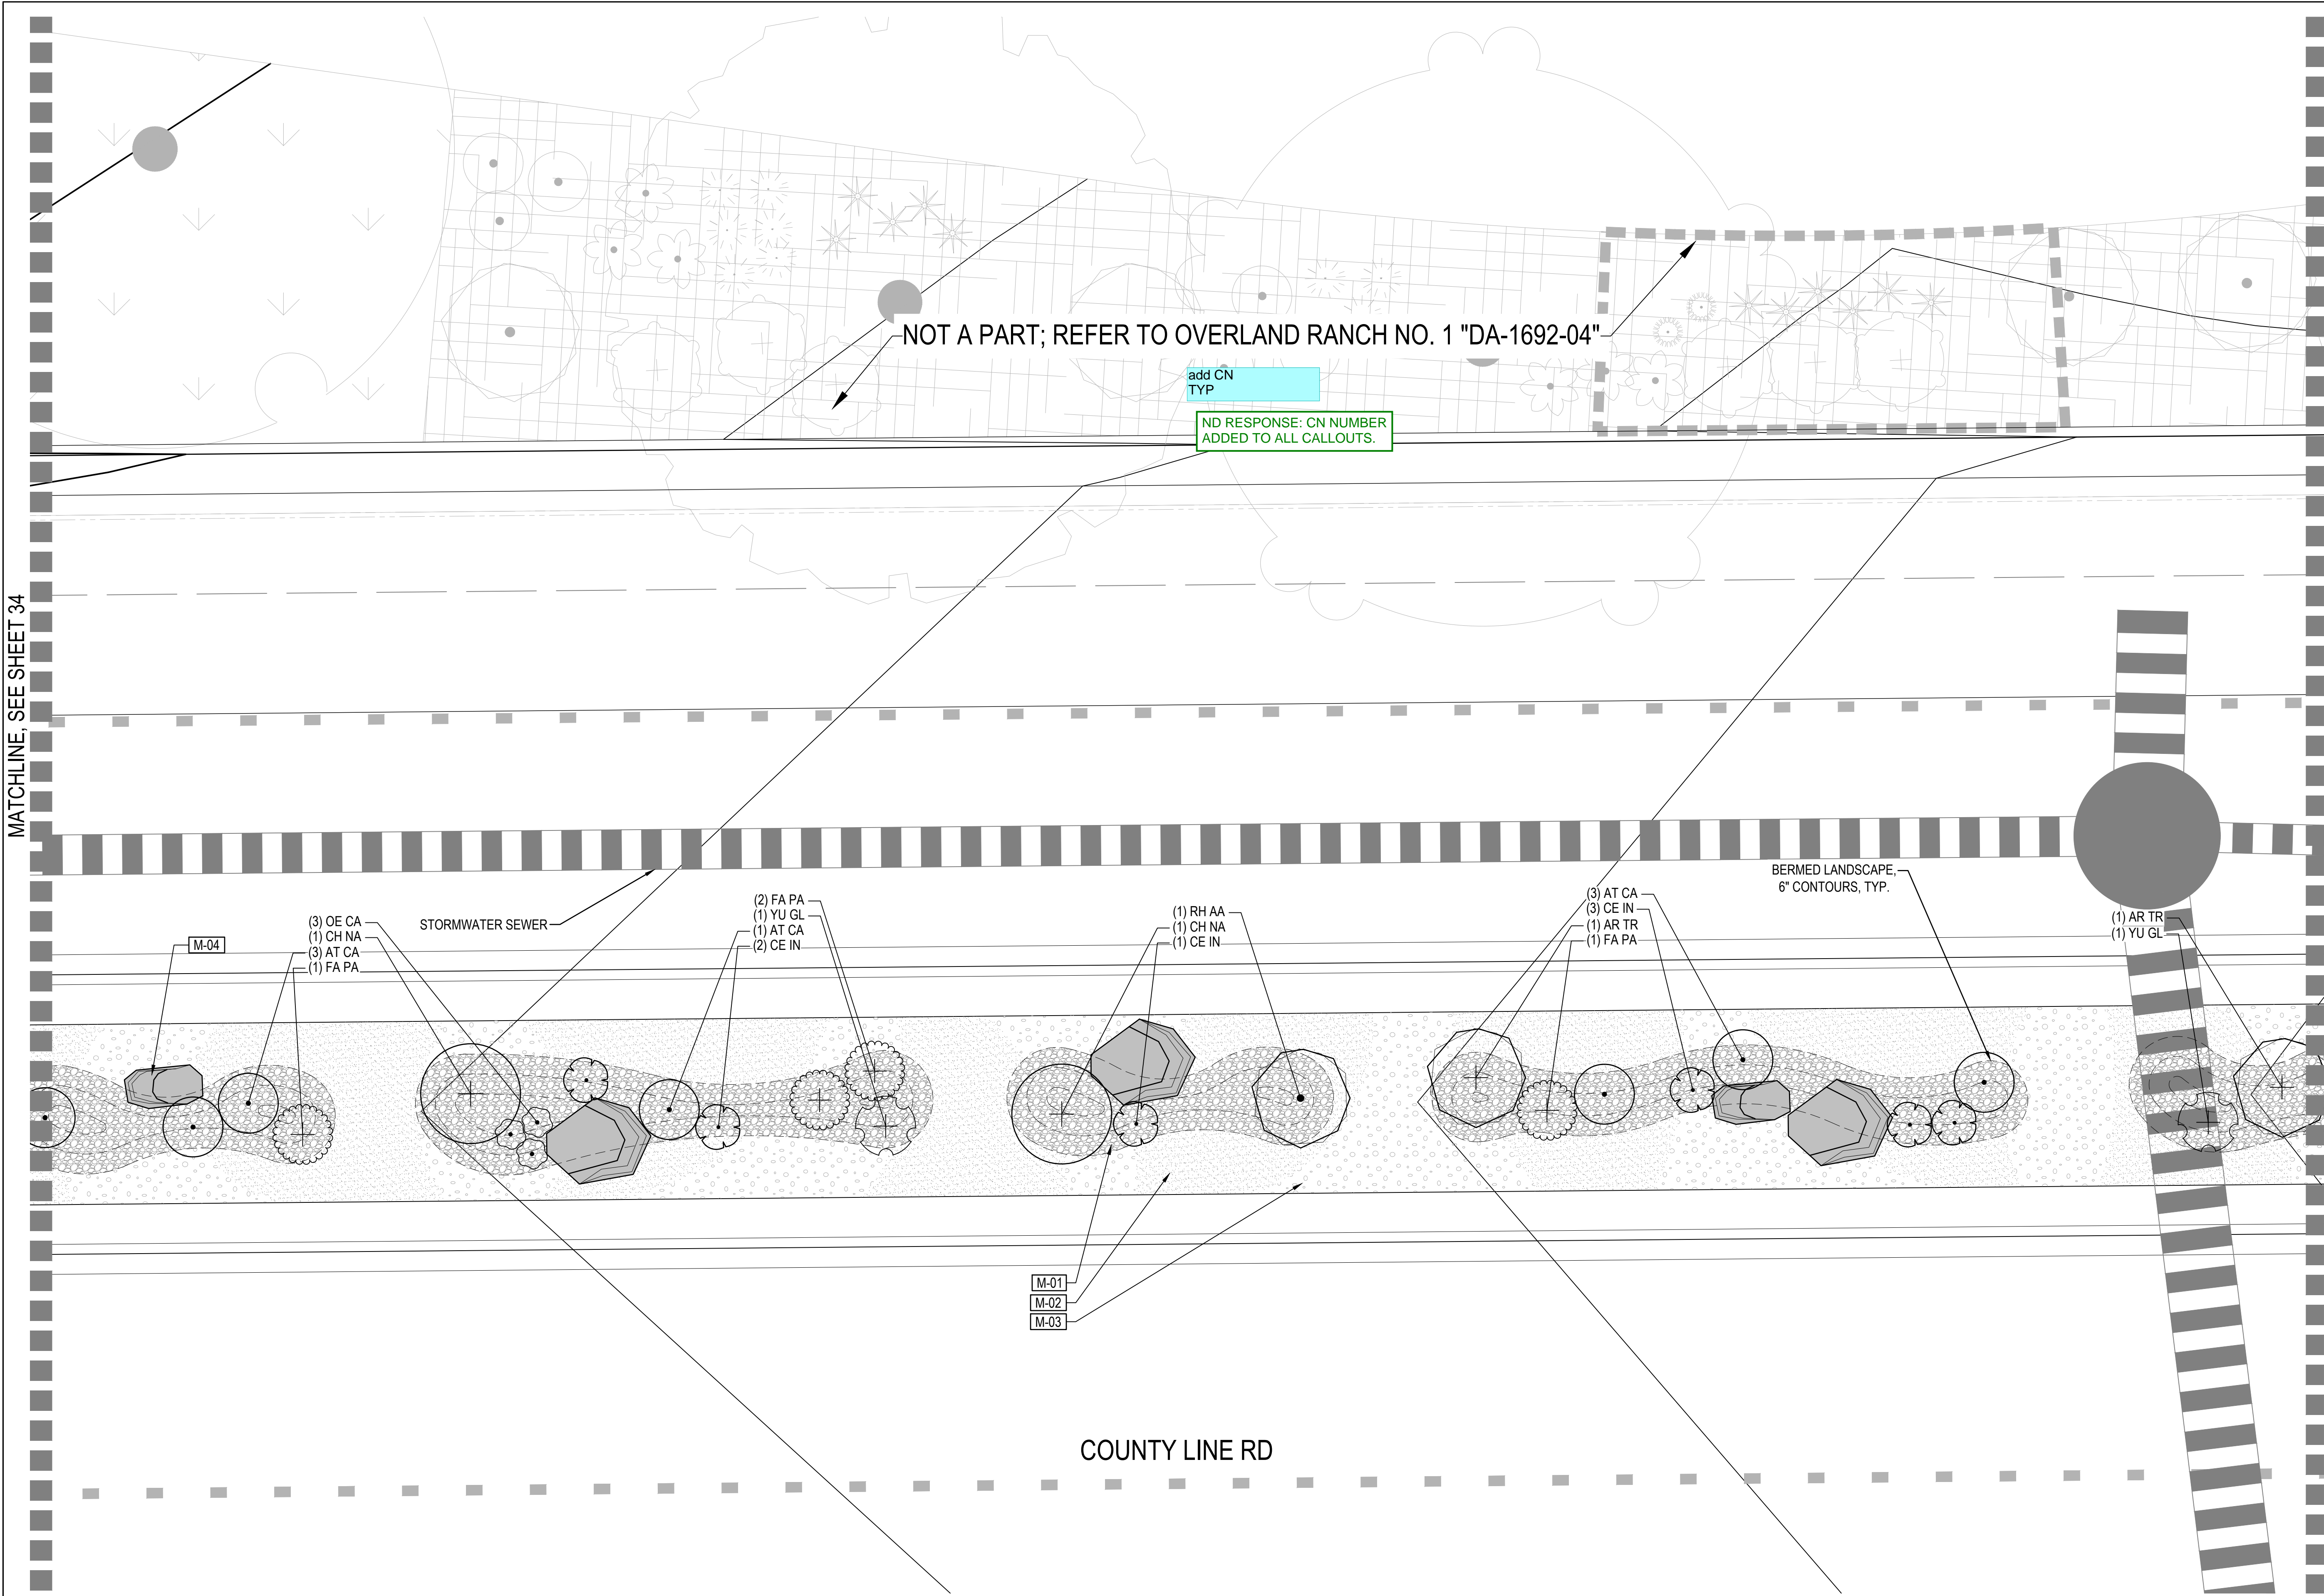 NOT A PART; REFER TO OVERLAND RANCH NO. 1 "DA-1692-04"
add CN
TYP
ND RESPONSE: CN NUMBER
ADDED TO ALL CALLOUTS.
MATCHLINE, SEE SHEET 34
M-04
(3) OE CA
(1) CH NA
(3) AT CA
(1) FA PA
STORMWATER SEWER
(2) FA PA
(1) YU GL
(1) AT CA
(2) CE IN
(1) RH AA
(1) CH NA
(1) CE IN
(3) AT CA
(3) CE IN
(1) AR TR
(1) FA PA
BERMED LANDSCAPE,
6" CONTOURS, TYP.
(1) AR TR
(1) YU GL
M-01
M-02
M-03
COUNTY LINE RD